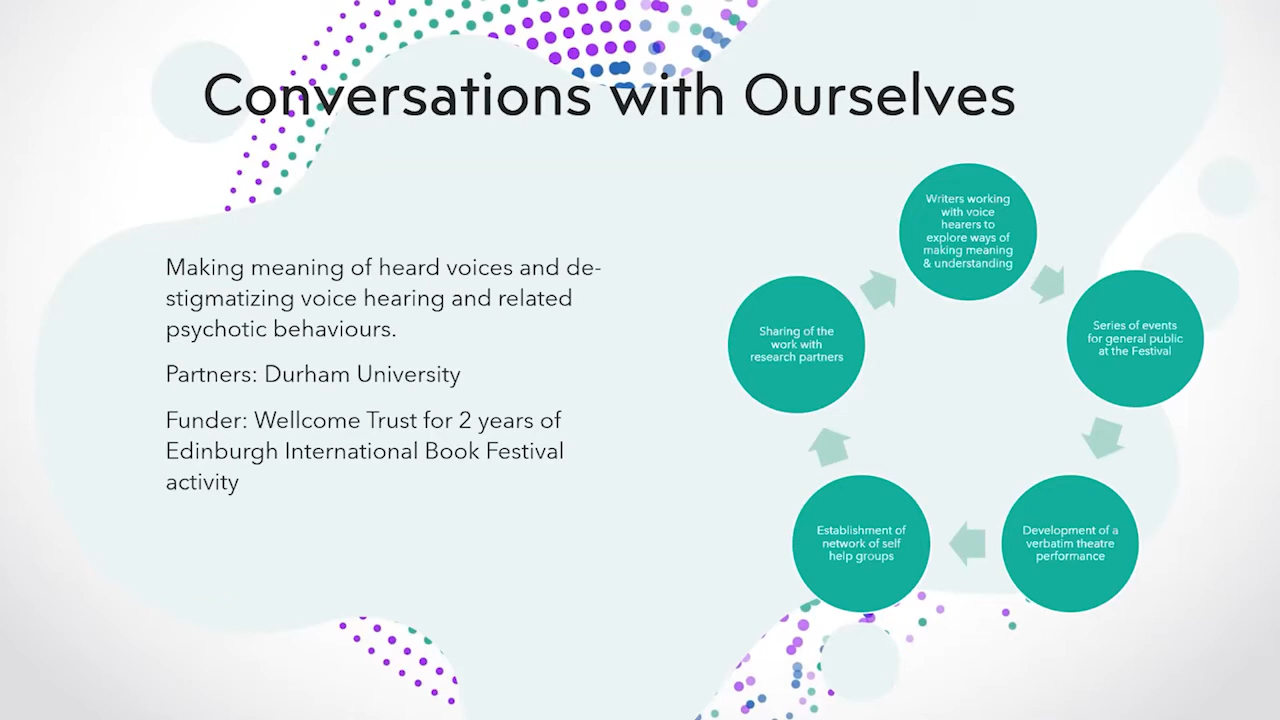 Conversations with Ourselves
Making meaning of heard voices and de-
stigmatizing voice hearing and related
psychotic behaviours.
Partners: Durham University
Funder: Wellcome Trust for 2 years of
Edinburgh International Book Festival
activity
Writers working
with voice
hearers to
explore ways of
making meaning
& understanding
Series of events
for general public
at the Festival
Development of a
verbatim theatre
performance
Establishment of
network of self
help groups
Sharing of the
work with
research partners